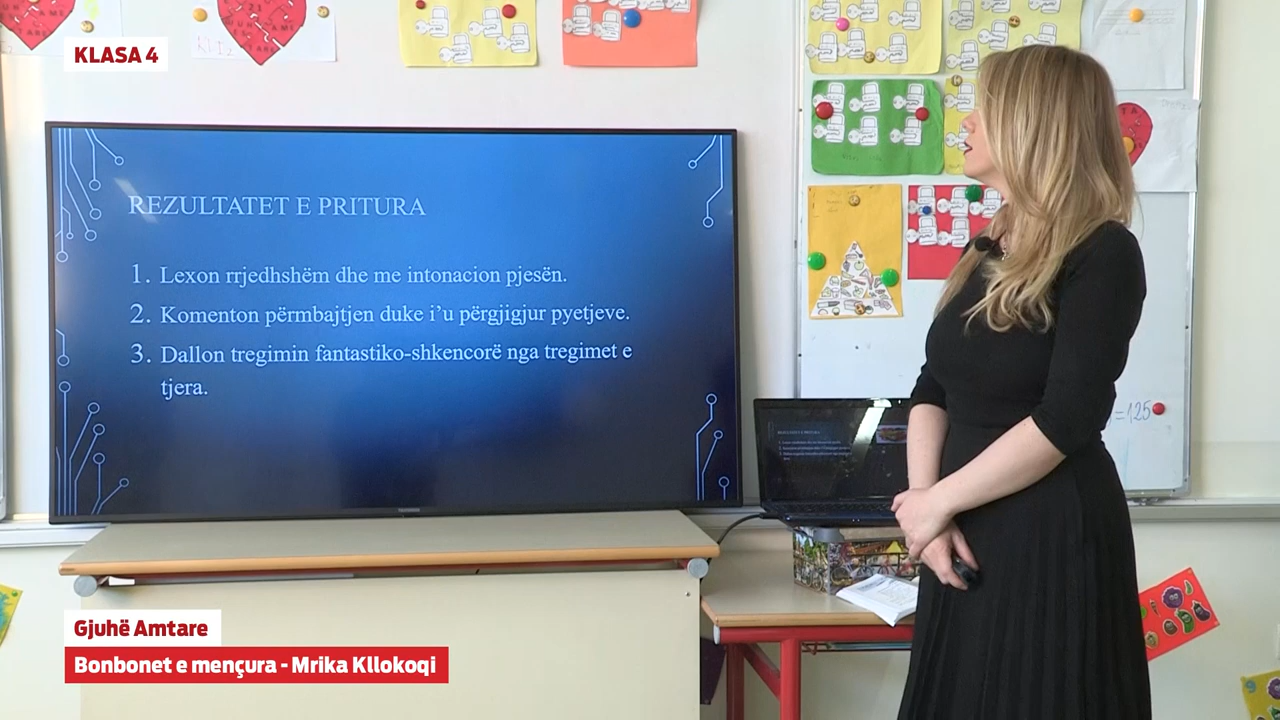 KLASA 4
REZULTATET E PRITURA
1. Lexon rrjedhshëm dhe me intonacion pjesën.
2. Komenton përmbajtjen duke i’u përgjigjur pyetjeve.
3. Dallon tregimin fantastiko-shkencorë nga tregimet e
tjera.
=125
Gjuhë Amtare
Bonbonet e mençura - Mrika Kllokoqi